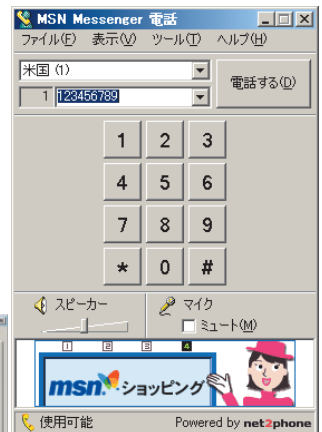 MSN Messenger 電話
ファイル(F) 表示(V) ツール(T) ヘルプ(H)
米国 (1)
電話する(D)
1 123456789
1 2 3
4 5 6
7 8 9
* 0 #
スピーカー マイク
ミュート(M)
1 2 3 4
msn ショッピング
使用可能 Powered by net2phone